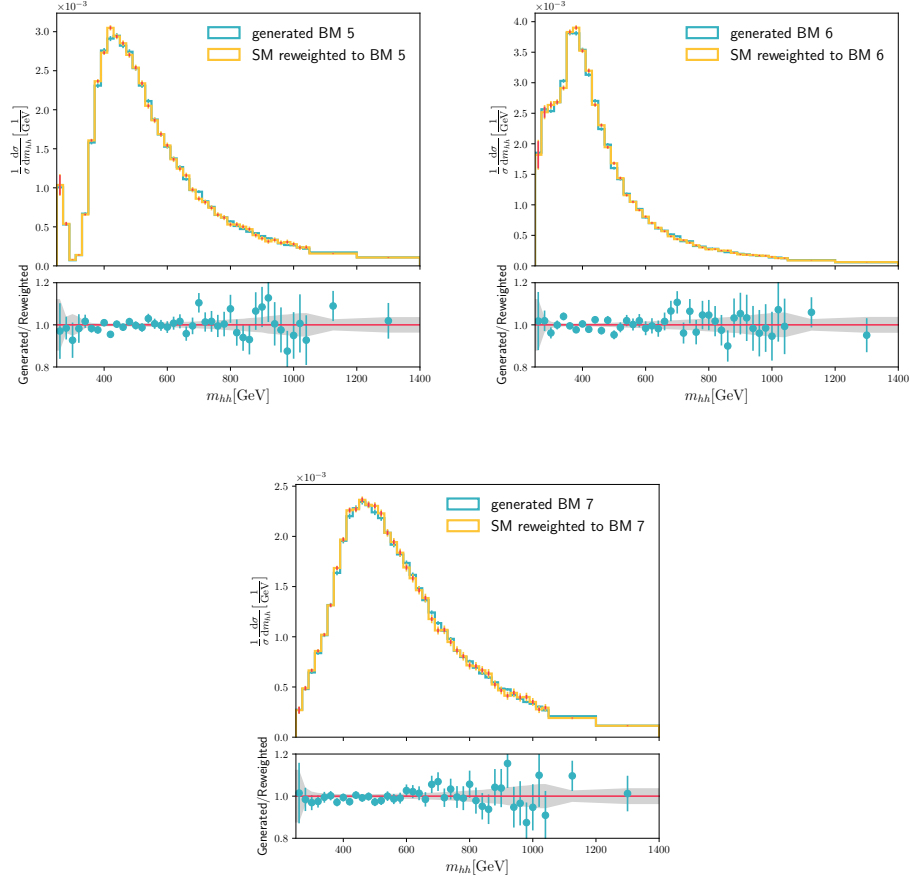 ×10⁻³
generated BM 5
SM reweighted to BM 5
3.0
2.5
2.0
1.5
1.0
0.5
0.0
1/σ dσ/dm_hh [1/GeV]
1.2
1.0
0.8
Generated/Reweighted
400 600 800 1000 1200 1400
m_hh[GeV]
×10⁻³
generated BM 6
SM reweighted to BM 6
4.0
3.5
3.0
2.5
2.0
1.5
1.0
0.5
0.0
1/σ dσ/dm_hh [1/GeV]
1.2
1.0
0.8
Generated/Reweighted
400 600 800 1000 1200 1400
m_hh[GeV]
×10⁻³
generated BM 7
SM reweighted to BM 7
2.5
2.0
1.5
1.0
0.5
0.0
1/σ dσ/dm_hh [1/GeV]
1.2
1.0
0.8
Generated/Reweighted
400 600 800 1000 1200 1400
m_hh[GeV]